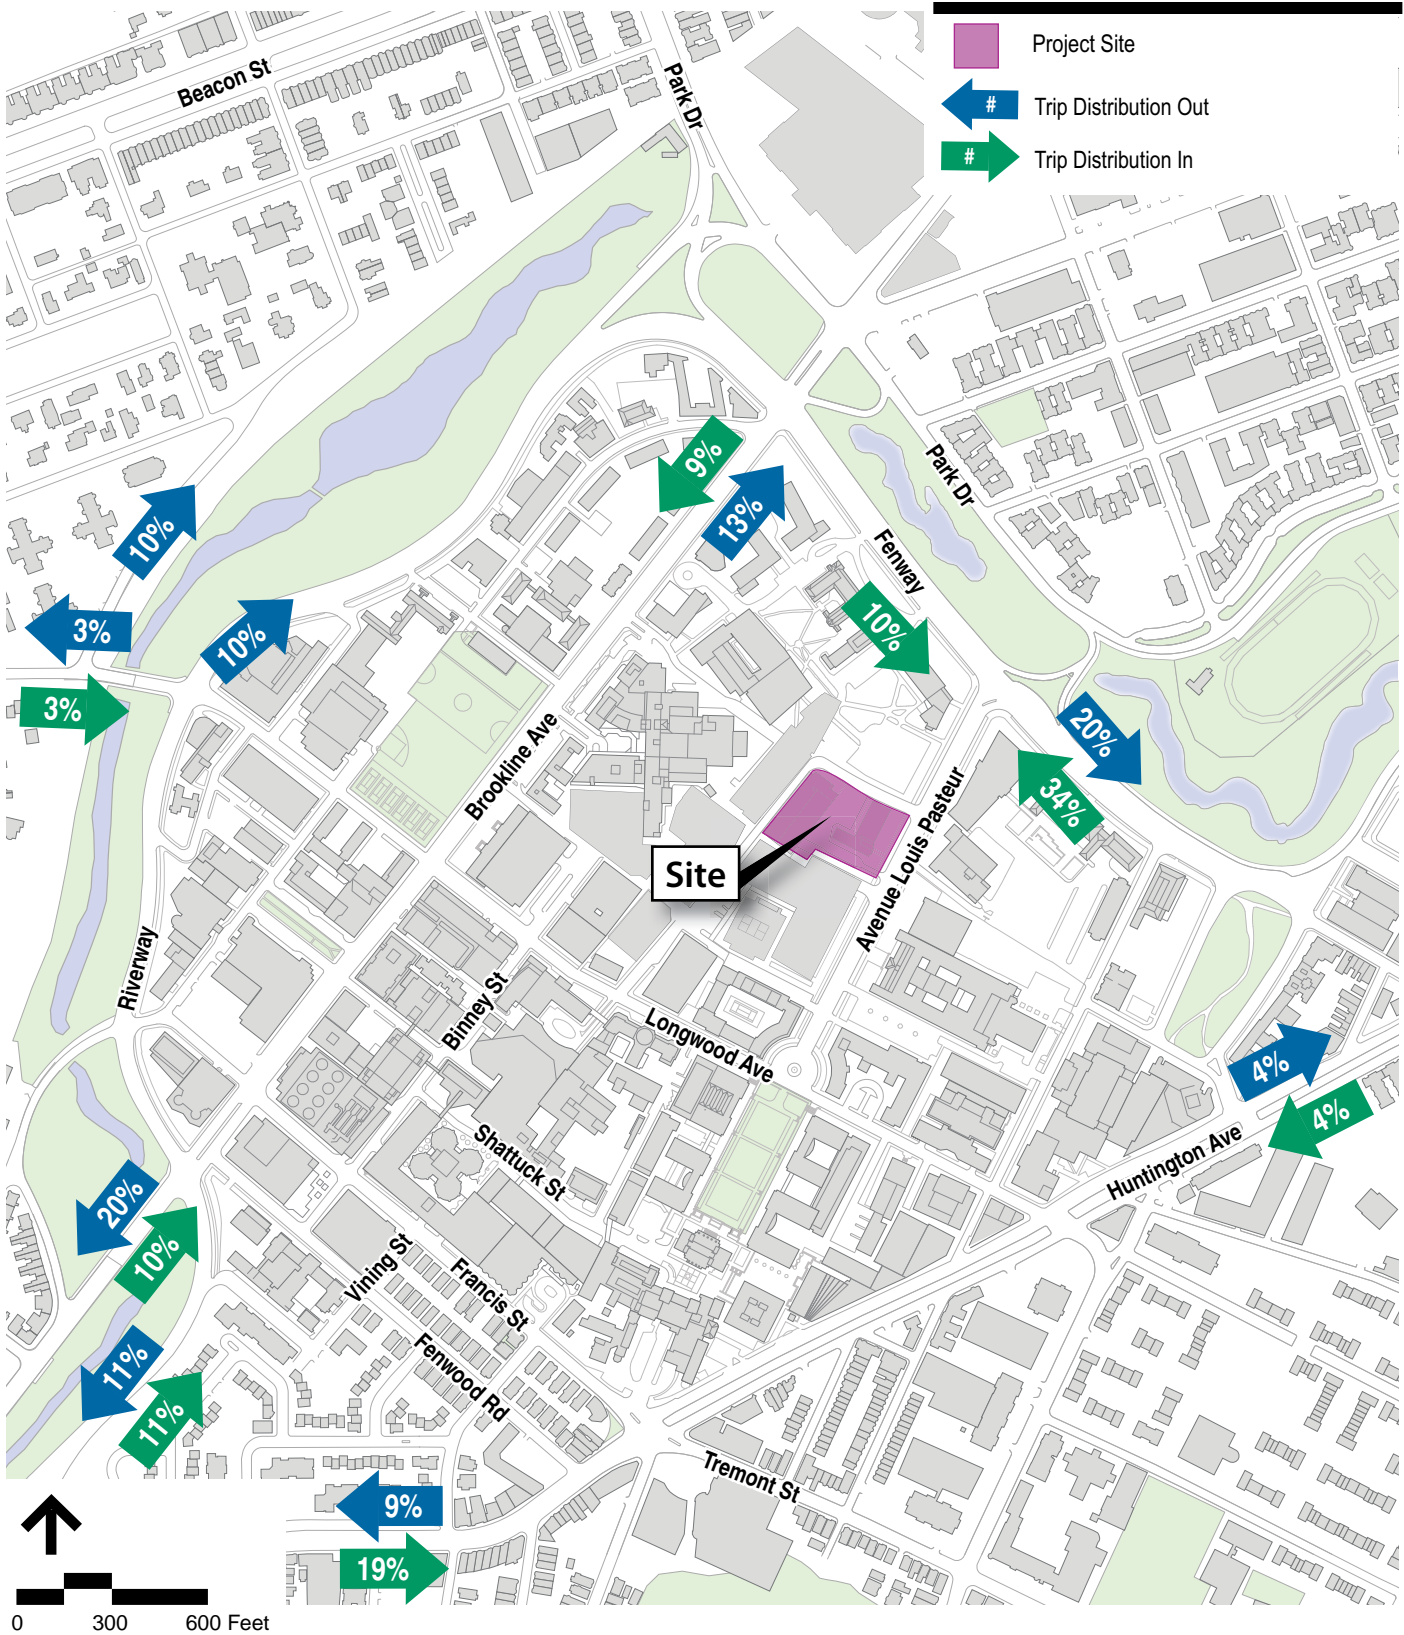 Project Site
# Trip Distribution Out
# Trip Distribution In
Beacon St
Park Dr
9%
13%
Park Dr
Fenway
10%
10%
3%
10%
3%
20%
34%
Brookline Ave
Site
Avenue Louis Pasteur
Riverway
Binney St
Longwood Ave
4%
4%
Huntington Ave
Shattuck St
20%
10%
Vining St
Francis St
Fenwood Rd
11%
11%
Tremont St
9%
19%
0 300 600 Feet